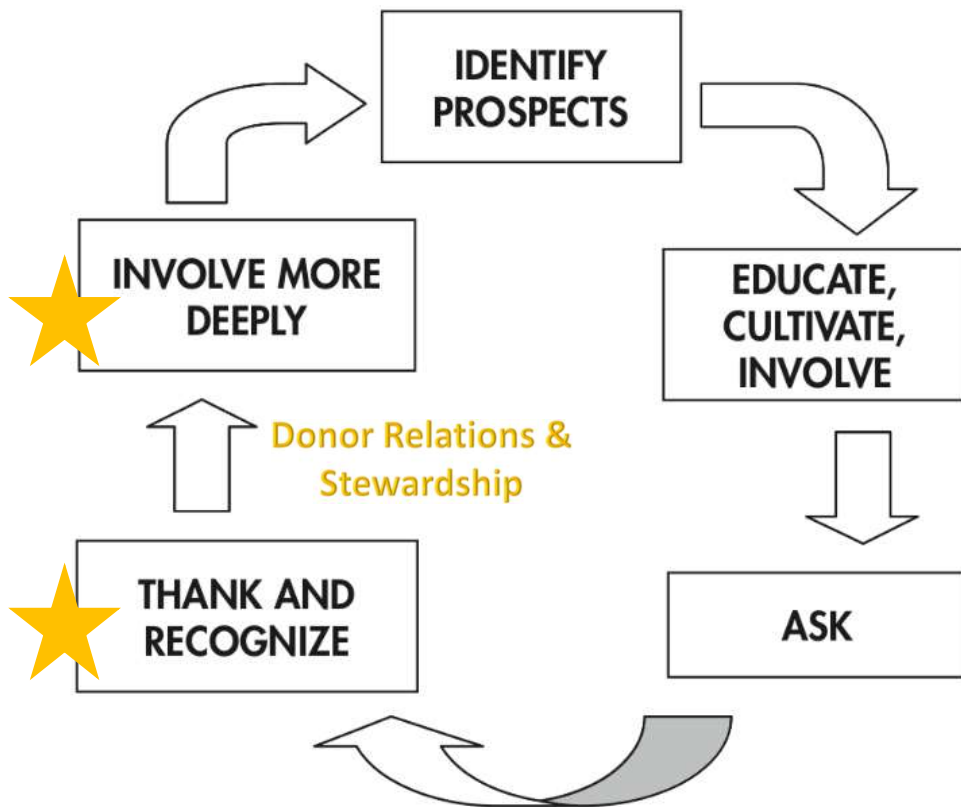 IDENTIFY
PROSPECTS
EDUCATE,
CULTIVATE,
INVOLVE
ASK
THANK AND
RECOGNIZE
Donor Relations &
Stewardship
INVOLVE MORE
DEEPLY